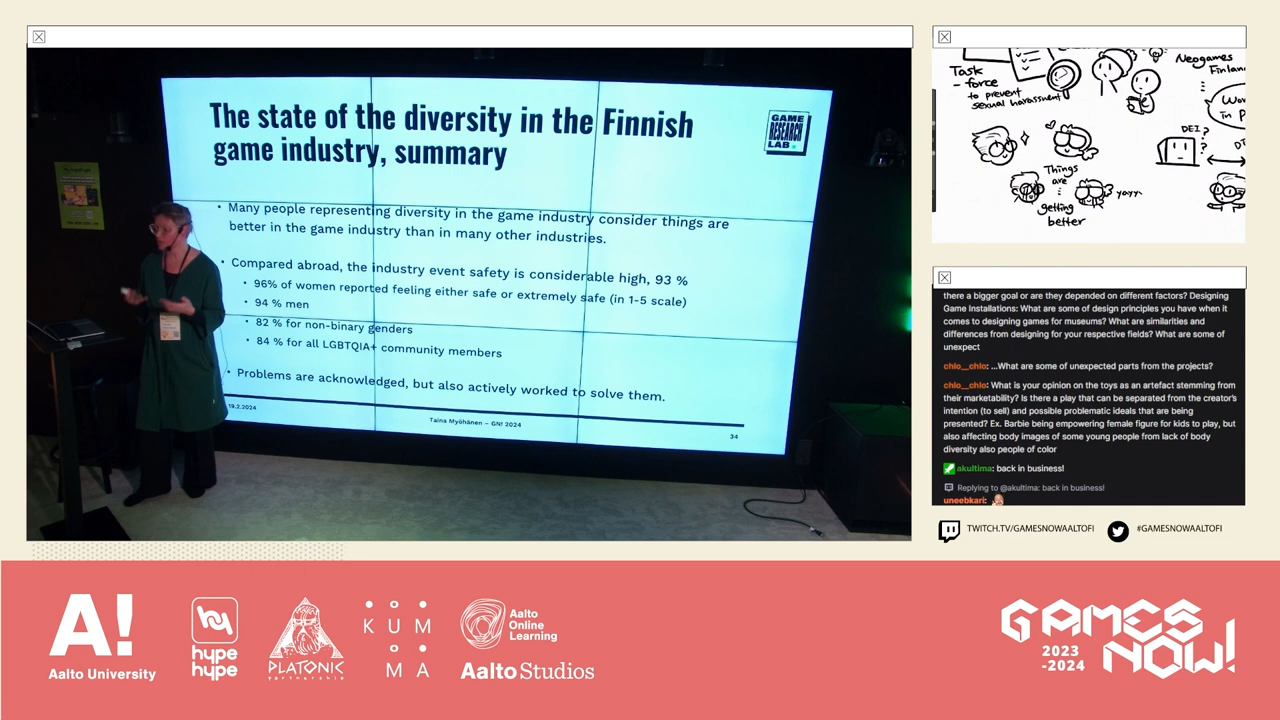 The state of the diversity in the Finnish
game industry, summary
GAME
RESEARCH
LAB
• Many people representing diversity in the game industry consider things are
better in the game industry than in many other industries.
• Compared abroad, the industry event safety is considerable high, 93 %
• 96% of women reported feeling either safe or extremely safe (in 1-5 scale)
• 94 % men
• 82 % for non-binary genders
• 84 % for all LGBTQIA+ community members
• Problems are acknowledged, but also actively worked to solve them.
19.2.2024
Taina Myöhänen – GN! 2024
34
Task
- force
to prevent
sexual harassment
Neogames
DEI?
Things
are
getting
better
yayy.
there a bigger goal or are they depended on different factors? Designing
Game Installations: What are some of design principles you have when it
comes to designing games for museums? What are similarities and
differences from designing for your respective fields? What are some of
unexpect
chlo__chlo: ...What are some of unexpected parts from the projects?
chlo__chlo: What is your opinion on the toys as an artefact stemming from
their marketability? Is there a play that can be separated from the creator's
intention (to sell) and possible problematic ideals that are being
presented? Ex. Barbie being empowering female figure for kids to play, but
also affecting body images of some young people from lack of body
diversity also people of color
akultima: back in business!
Replying to @akultima: back in business!
uneebkari:
TWITCH.TV/GAMESNOWAALTOFI
#GAMESNOWAALTOFI
A!
Aalto University
hype
hype
PLATONIC
partnership
KUM
MA
Aalto
Online
Learning
Aalto Studios
GAMES
NOW!
2023
-2024